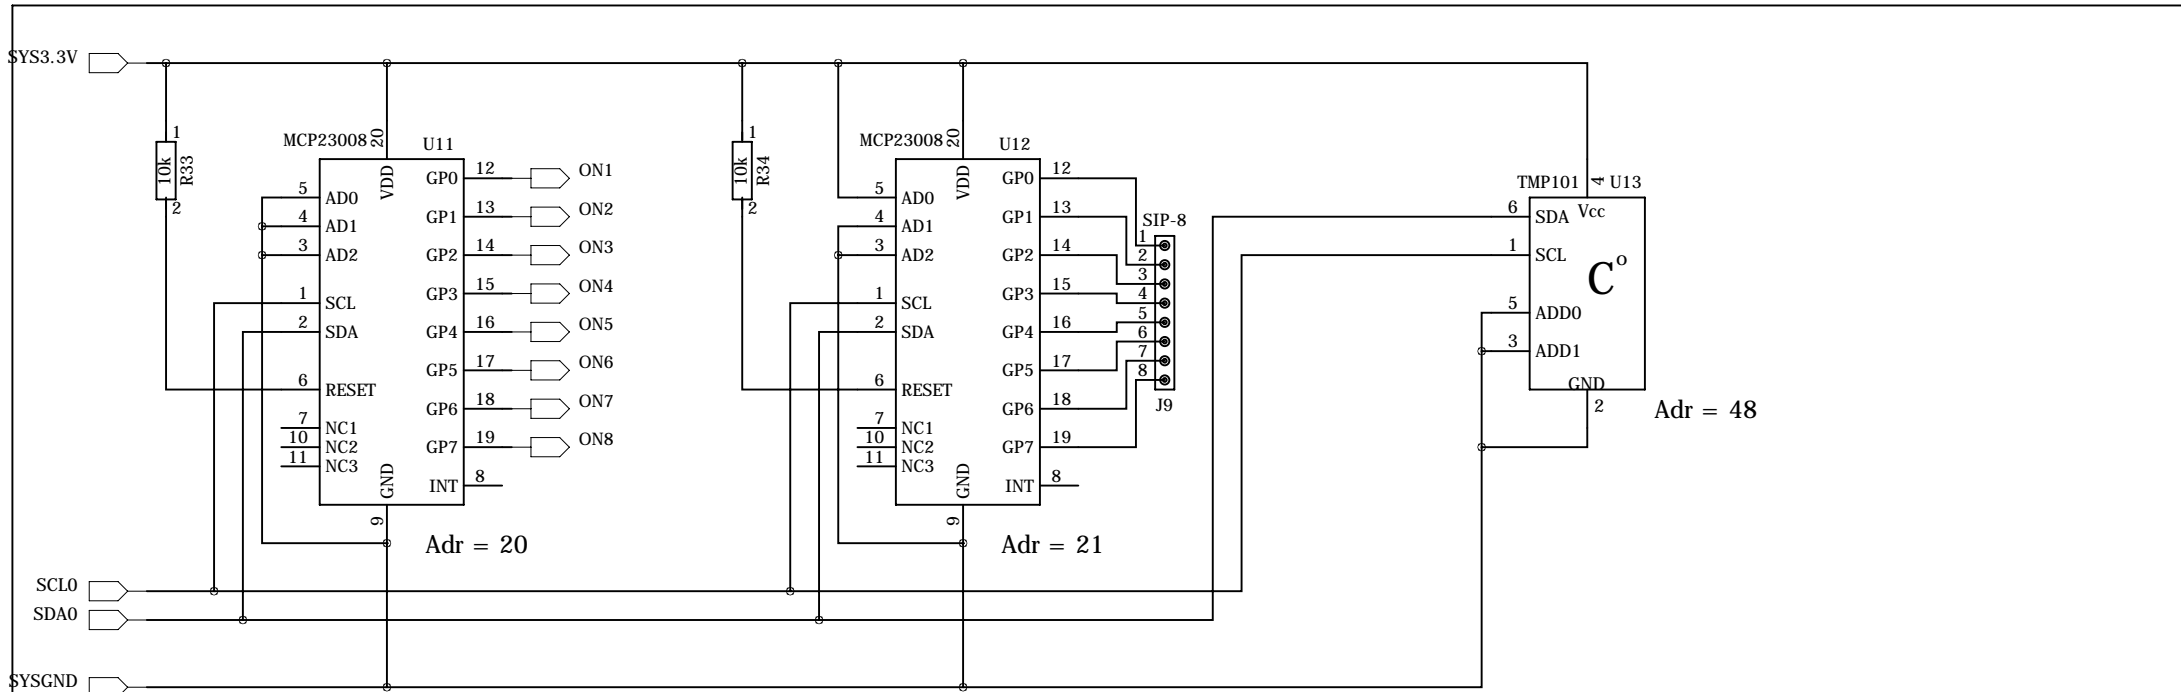 SYS3.3V
1
10k
R33
2
MCP23008
20
U11
VDD
5 AD0
4 AD1
3 AD2
1 SCL
2 SDA
6 RESET
7 NC1
10 NC2
11 NC3
GP0 12 ON1
GP1 13 ON2
GP2 14 ON3
GP3 15 ON4
GP4 16 ON5
GP5 17 ON6
GP6 18 ON7
GP7 19 ON8
INT 8
GND
9
Adr = 20
1
10k
R34
2
MCP23008
20
U12
VDD
5 AD0
4 AD1
3 AD2
1 SCL
2 SDA
6 RESET
7 NC1
10 NC2
11 NC3
GP0 12
GP1 13
GP2 14
GP3 15
GP4 16
GP5 17
GP6 18
GP7 19
INT 8
GND
9
Adr = 21
SIP-8
1
2
3
4
5
6
7
8
J9
TMP101
4
U13
Vcc
6 SDA
1 SCL
C°
5 ADD0
3 ADD1
GND
2
Adr = 48
SCL0
SDA0
SYSGND